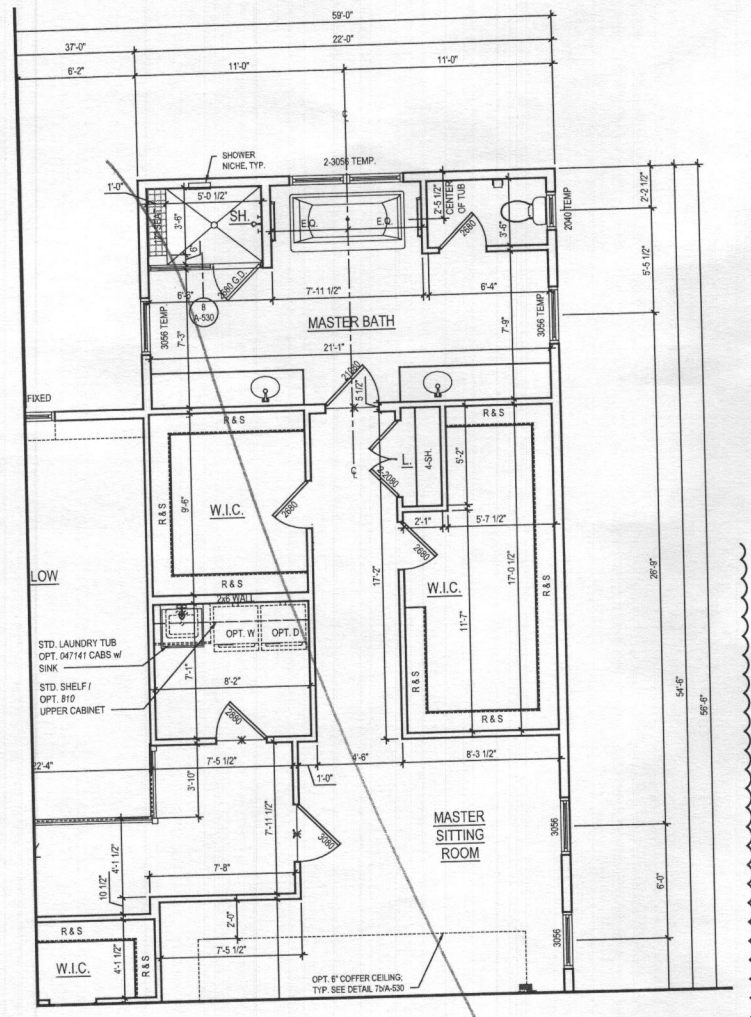 59'-0"
37'-0"
22'-0"
6'-2"
11'-0"
11'-0"
SHOWER
NICHE, TYP.
2-3056 TEMP.
1'-0"
5'-0 1/2"
SEAT
3'-6"
SH.
E.Q.
E.Q.
2'-5 1/2"
CENTER
OF TUB
2680
3'-6"
2040 TEMP
2'-2 1/2"
5'-5 1/2"
2680 G.D.
8
A-530
7'-11 1/2"
6'-4"
3056 TEMP
7'-3"
MASTER BATH
7'-9"
3056 TEMP.
21'-1"
FIXED
21080
5 1/2"
R & S
R & S
R & S
9'-6"
W.I.C.
2680
R & S
L.
4-SH.
2-2080
5'-2"
2'-1"
5'-7 1/2"
2680
17'-2"
W.I.C.
11'-7"
17'-0 1/2"
R & S
R & S
R & S
26'-9"
54'-6"
56'-6"
LOW
2x6 WALL
OPT. W
OPT. D
STD. LAUNDRY TUB
OPT. 047141 CABS w/
SINK
STD. SHELF /
OPT. 810
UPPER CABINET
7'-1"
8'-2"
2680
22'-4"
7'-5 1/2"
4'-6"
8'-3 1/2"
1'-0"
3'-10"
7'-11 1/2"
3080
MASTER
SITTING
ROOM
3056
4'-1 1/2"
10 1/2"
7'-8"
6'-0"
2'-0"
7'-5 1/2"
3056
R & S
W.I.C.
4'-1 1/2"
R & S
OPT. 6" COFFER CEILING;
TYP. SEE DETAIL 7b/A-530